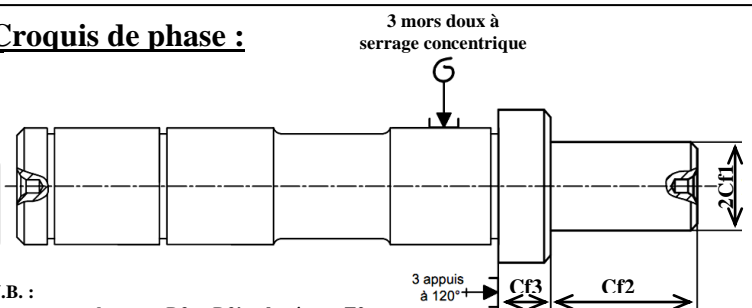 Croquis de phase :
3 mors doux à
serrage concentrique
2Cf1
3 appuis
à 120°
Cf3
Cf2
.B. :